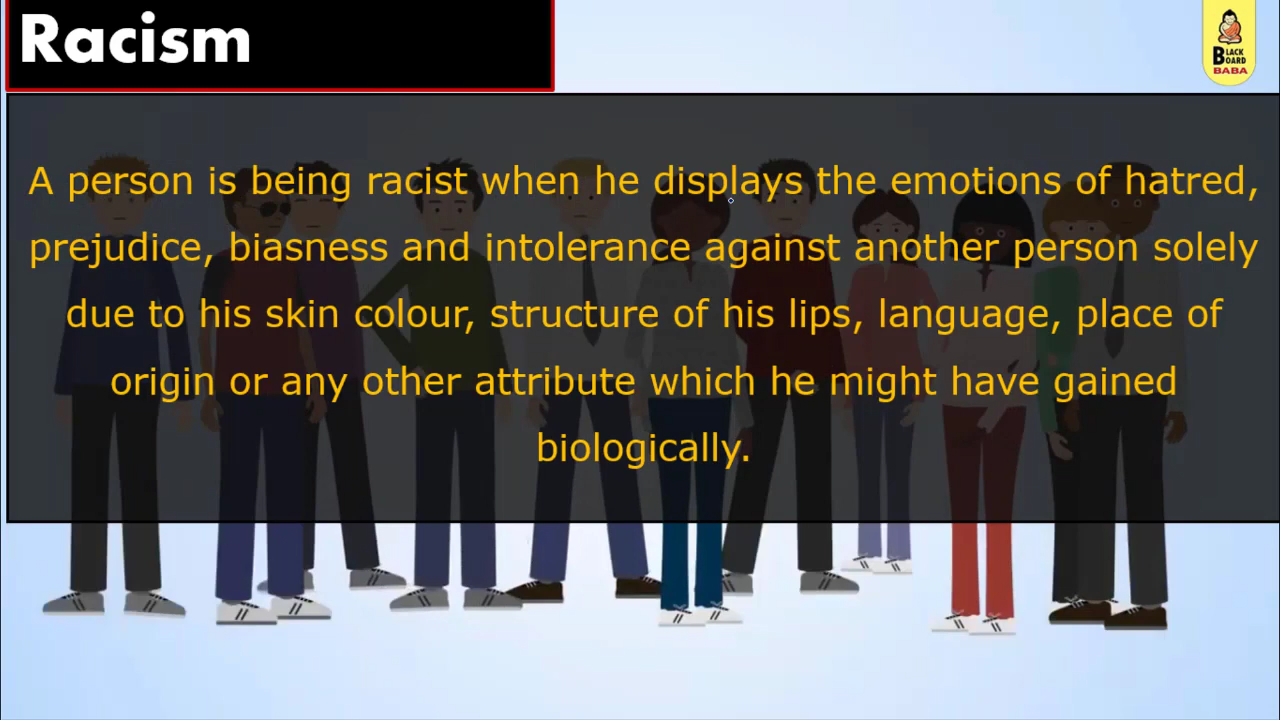 Racism
BLACK
BOARD
BABA
A person is being racist when he displays the emotions of hatred,
prejudice, biasness and intolerance against another person solely
due to his skin colour, structure of his lips, language, place of
origin or any other attribute which he might have gained
biologically.